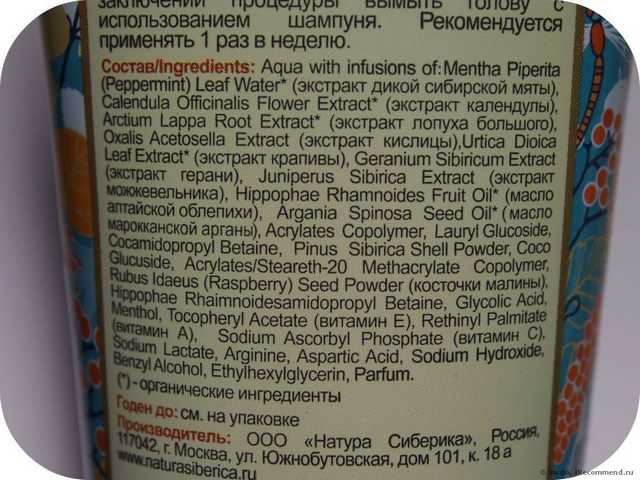 заключении процедуры вымыть голову с
использованием шампуня. Рекомендуется
применять 1 раз в неделю.
Состав/Ingredients: Aqua with infusions of: Mentha Piperita
(Peppermint) Leaf Water* (экстракт дикой сибирской мяты),
Calendula Officinalis Flower Extract* (экстракт календулы),
Arctium Lappa Root Extract* (экстракт лопуха большого),
Oxalis Acetosella Extract (экстракт кислицы),Urtica Dioica
Leaf Extract* (экстракт крапивы), Geranium Sibiricum Extract
(экстракт герани), Juniperus Sibirica Extract (экстракт
можжевельника), Hippophae Rhamnoides Fruit Oil* (масло
алтайской облепихи), Argania Spinosa Seed Oil* (масло
марокканской арганы), Acrylates Copolymer, Lauryl Glucoside,
Cocamidopropyl Betaine, Pinus Sibirica Shell Powder, Coco
Glucuside, Acrylates/Steareth-20 Methacrylate Copolymer,
Rubus Idaeus (Raspberry) Seed Powder (косточки малины),
Hippophae Rhaimnoidesamidopropyl Betaine, Glycolic Acid,
Menthol, Tocopheryl Acetate (витамин Е), Rethinyl Palmitate
(витамин А), Sodium Ascorbyl Phosphate (витамин С),
Sodium Lactate, Arginine, Aspartic Acid, Sodium Hydroxide,
Benzyl Alcohol, Ethylhexylglycerin, Parfum.
(*) - органические ингредиенты
Годен до: см. на упаковке
Производитель: ООО «Натура Сиберика», Россия,
117042, г. Москва, ул. Южнобутовская, дом 101, к. 18 а
www.naturasiberica.ru
iRecommend.ru